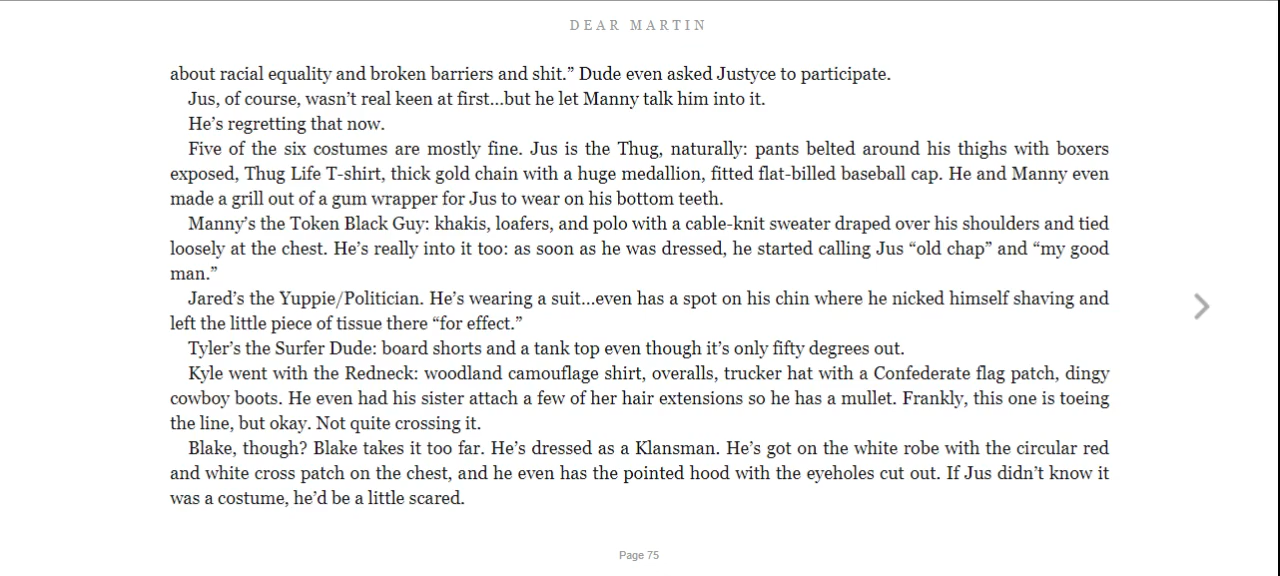 DEAR MARTIN
about racial equality and broken barriers and shit.” Dude even asked Justyce to participate.
Jus, of course, wasn’t real keen at first...but he let Manny talk him into it.
He’s regretting that now.
Five of the six costumes are mostly fine. Jus is the Thug, naturally: pants belted around his thighs with boxers
exposed, Thug Life T-shirt, thick gold chain with a huge medallion, fitted flat-billed baseball cap. He and Manny even
made a grill out of a gum wrapper for Jus to wear on his bottom teeth.
Manny’s the Token Black Guy: khakis, loafers, and polo with a cable-knit sweater draped over his shoulders and tied
loosely at the chest. He’s really into it too: as soon as he was dressed, he started calling Jus “old chap” and “my good
man.”
Jared’s the Yuppie/Politician. He’s wearing a suit...even has a spot on his chin where he nicked himself shaving and
left the little piece of tissue there “for effect.”
Tyler’s the Surfer Dude: board shorts and a tank top even though it’s only fifty degrees out.
Kyle went with the Redneck: woodland camouflage shirt, overalls, trucker hat with a Confederate flag patch, dingy
cowboy boots. He even had his sister attach a few of her hair extensions so he has a mullet. Frankly, this one is toeing
the line, but okay. Not quite crossing it.
Blake, though? Blake takes it too far. He’s dressed as a Klansman. He’s got on the white robe with the circular red
and white cross patch on the chest, and he even has the pointed hood with the eyeholes cut out. If Jus didn’t know it
was a costume, he’d be a little scared.
Page 75